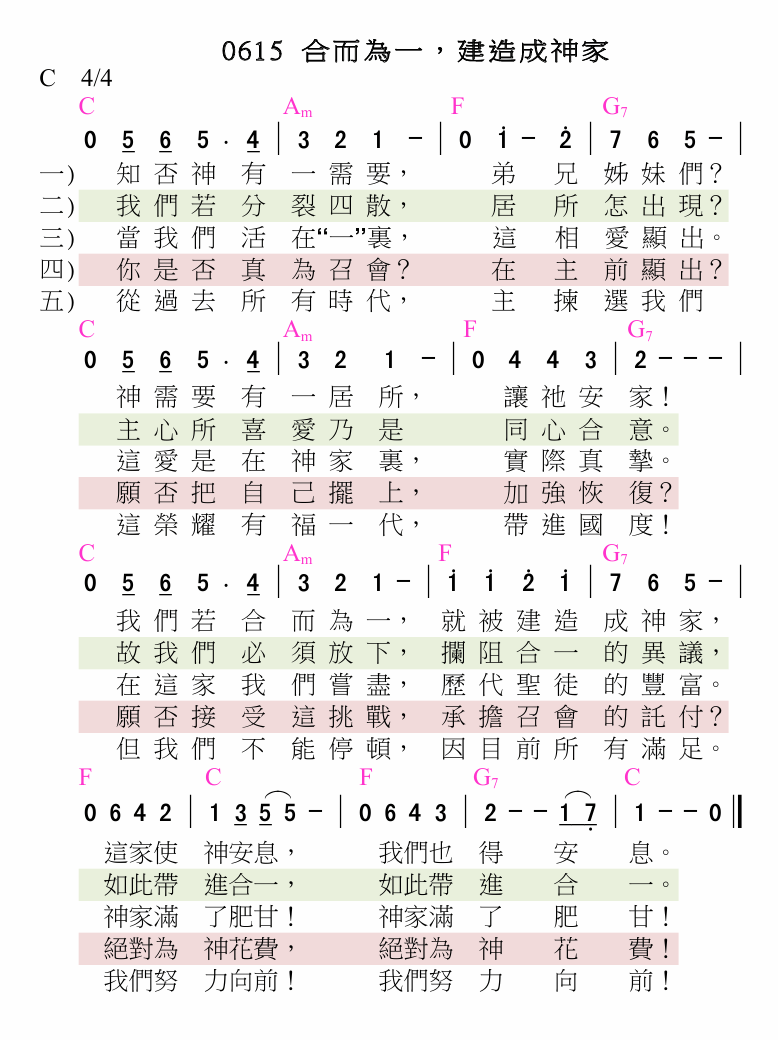 0615 合而為一，建造成神家
C 4/4
C Am F G7
0 5 6 5 . 4 | 3 2 1 － | 0 i － 2̇ | 7 6 5 － |
一) 知否神有一需要， 弟兄姊妹們？
二) 我們若分裂四散， 居所怎出現？
三) 當我們活在“一”裏， 這相愛顯出。
四) 你是否真為召會？ 在主前顯出？
五) 從過去所有時代， 主揀選我們
C Am F G7
0 5 6 5 . 4 | 3 2 1 － | 0 4 4 3 | 2 － － － |
神需要有一居所， 讓祂安家！
主心所喜愛乃是 同心合意。
這愛是在神家裏， 實際真摯。
願否把自己擺上， 加強恢復？
這榮耀有福一代， 帶進國度！
C Am F G7
0 5 6 5 . 4 | 3 2 1 － | i i 2̇ i | 7 6 5 － |
我們若合而為一， 就被建造成神家，
故我們必須放下， 攔阻合一的異議，
在這家我們嘗盡， 歷代聖徒的豐富。
願否接受這挑戰， 承擔召會的託付？
但我們不能停頓， 因目前所有滿足。
F C F G7 C
0 6 4 2 | 1 3 5 5 － | 0 6 4 3 | 2 － － 1 7̣ | 1 － － 0 ‖
這家使神安息， 我們也得安息。
如此帶進合一， 如此帶進合一。
神家滿了肥甘！ 神家滿了肥甘！
絕對為神花費， 絕對為神花費！
我們努力向前！ 我們努力向前！